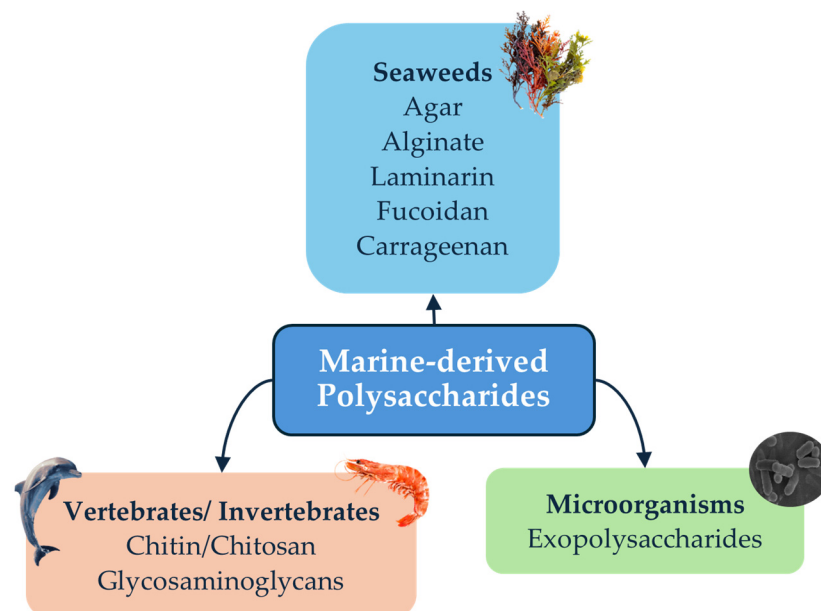 Seaweeds
Agar
Alginate
Laminarin
Fucoidan
Carrageenan
Marine-derived
Polysaccharides
Vertebrates/ Invertebrates
Chitin/Chitosan
Glycosaminoglycans
Microorganisms
Exopolysaccharides